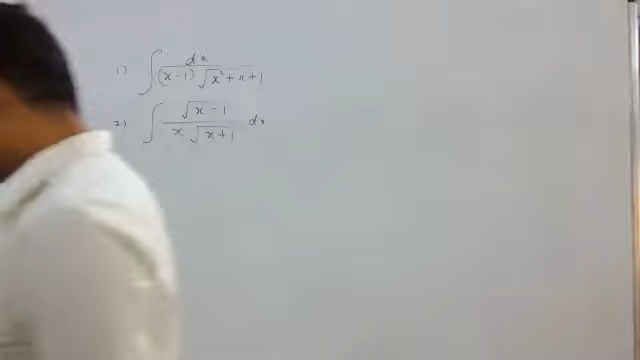 1) ∫ dx / (x-1) √x²+x+1
2) ∫ √x-1 / x √x+1 dx